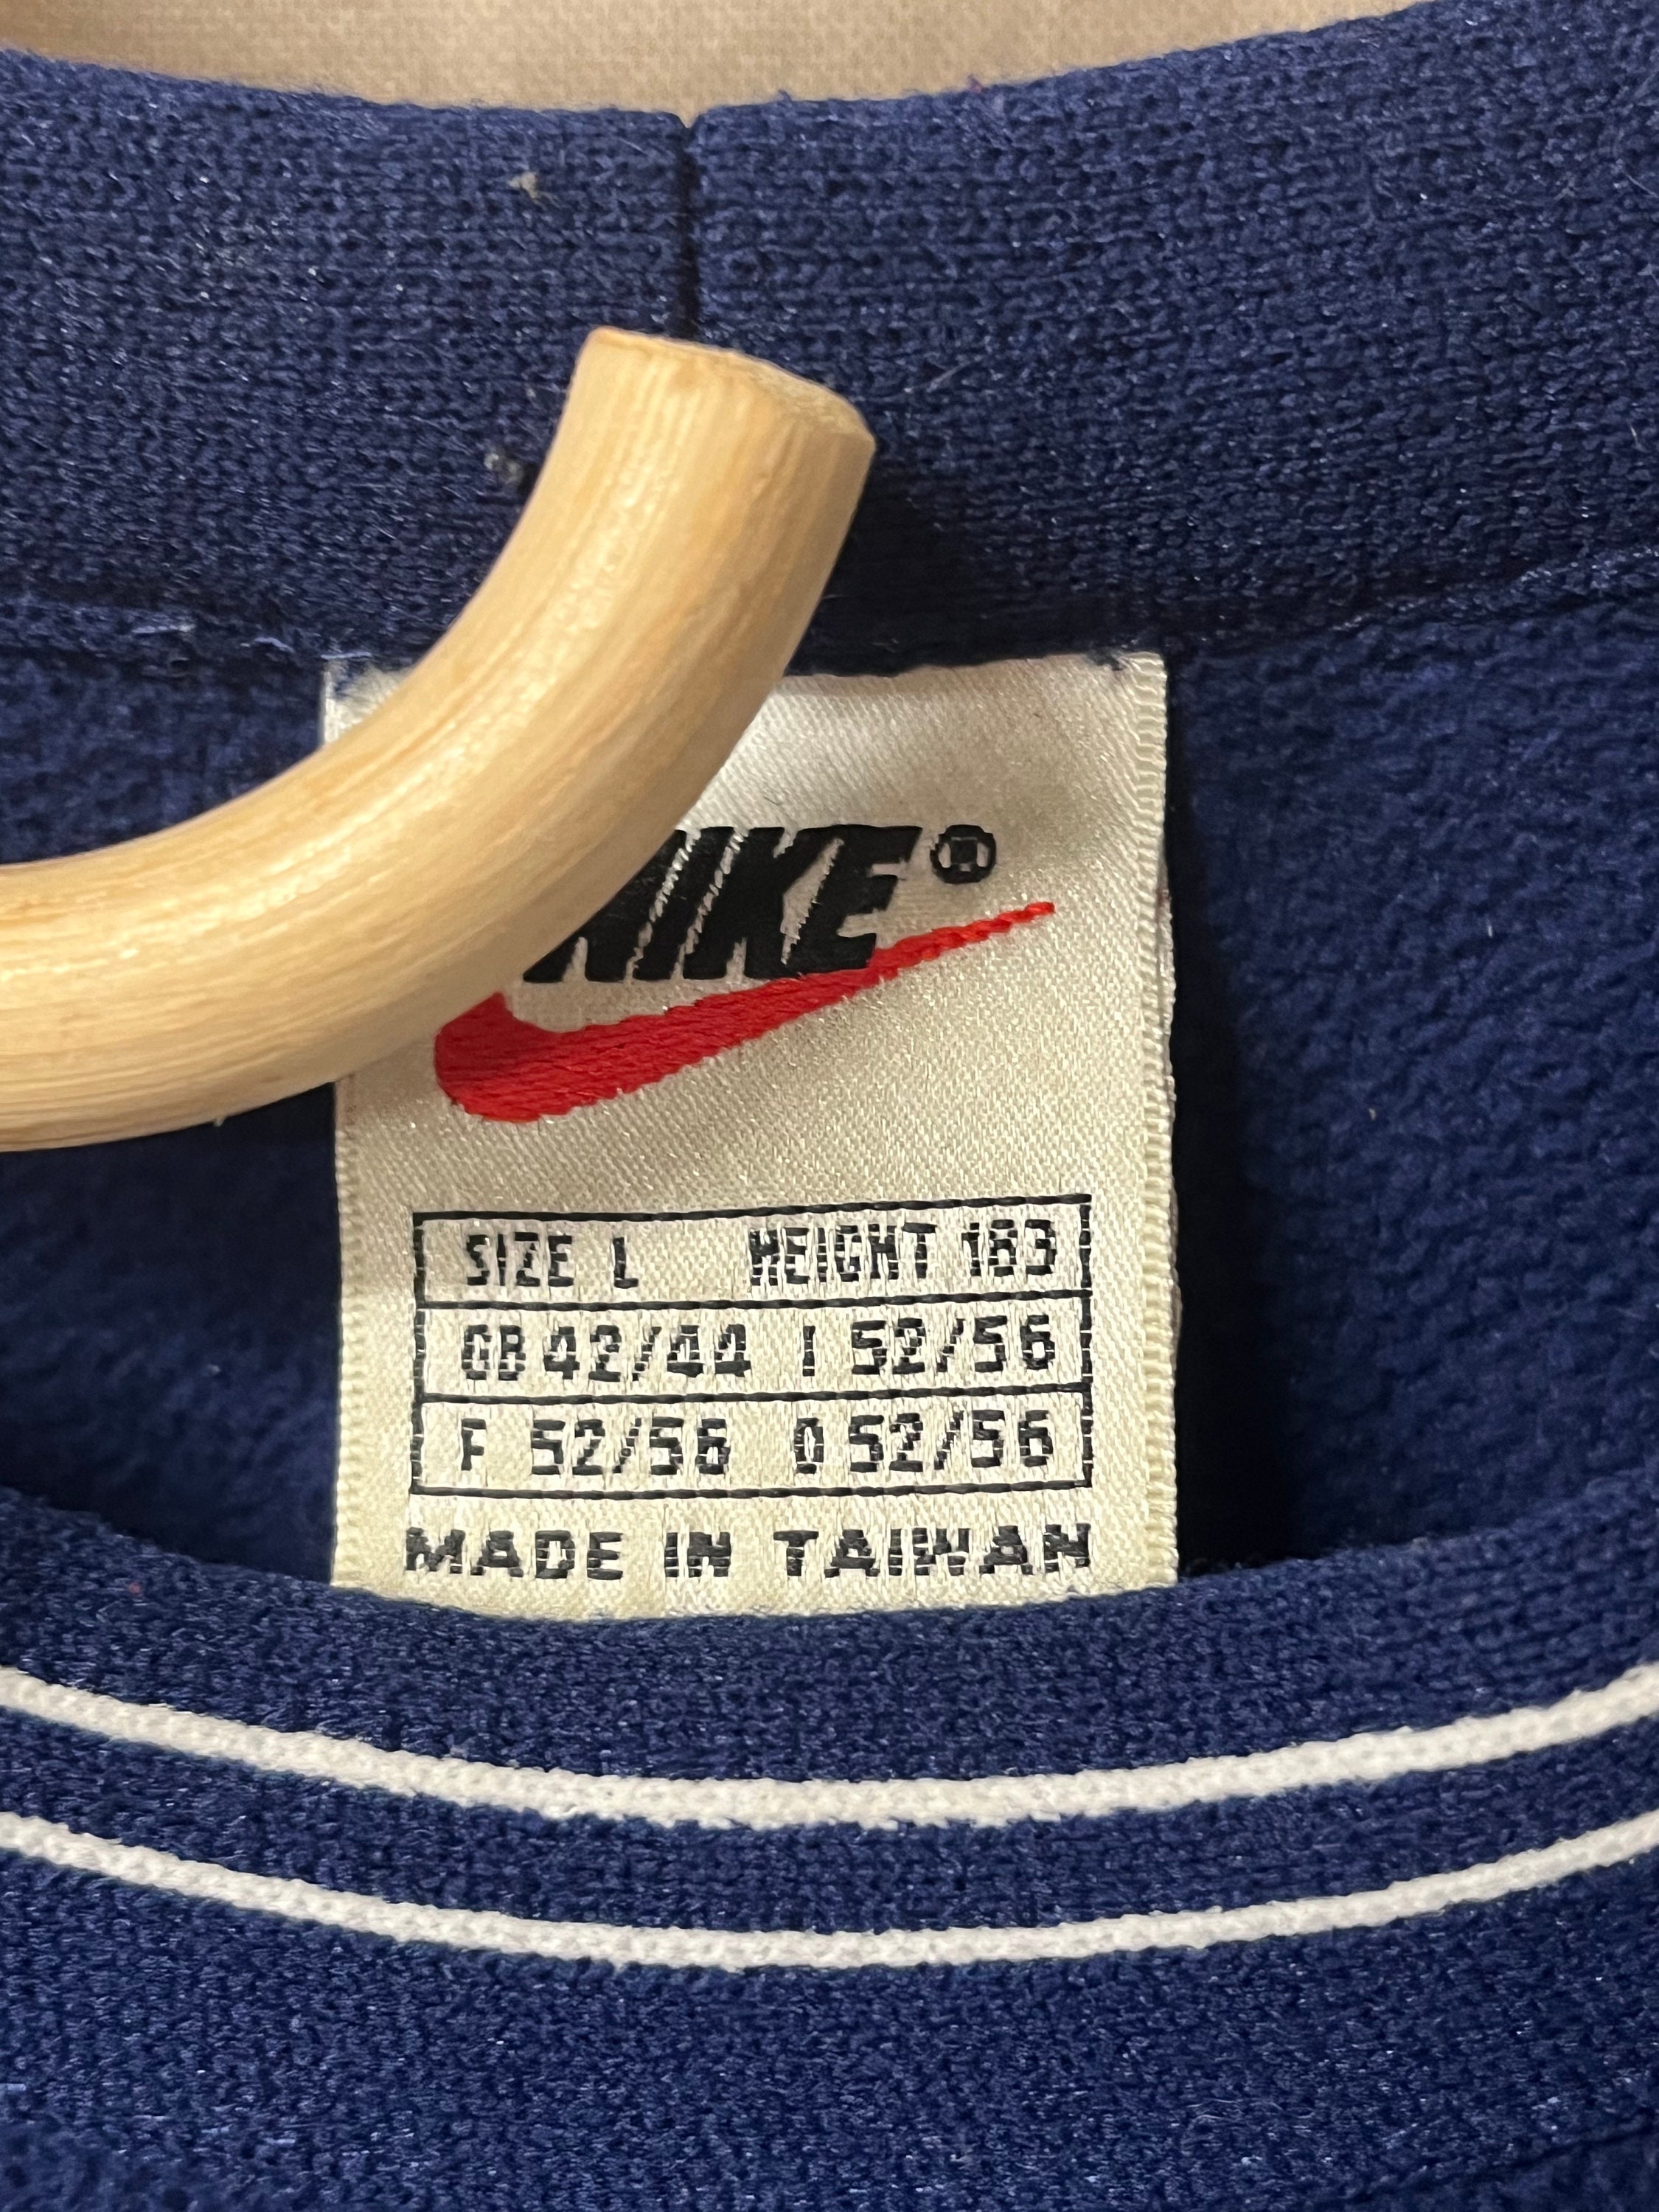 NIKE®
SIZE L HEIGHT 183
GB 42/44 I 52/56
F 52/56 D 52/56
MADE IN TAIWAN